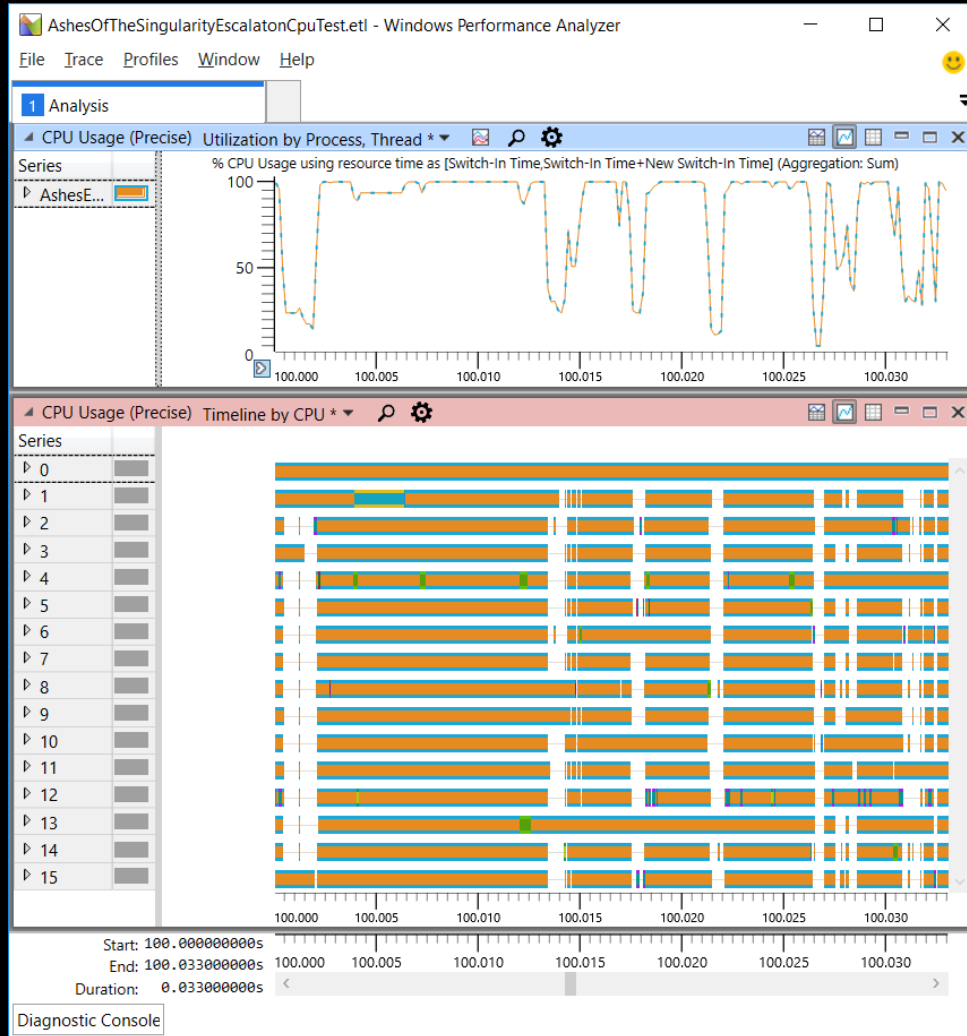 AshesOfTheSingularityEscalatonCpuTest.etl - Windows Performance Analyzer
File Trace Profiles Window Help
1 Analysis
CPU Usage (Precise) Utilization by Process, Thread *
Series
AshesE...
% CPU Usage using resource time as [Switch-In Time,Switch-In Time+New Switch-In Time] (Aggregation: Sum)
100
50
0
100.000 100.005 100.010 100.015 100.020 100.025 100.030
CPU Usage (Precise) Timeline by CPU *
Series
0
1
2
3
4
5
6
7
8
9
10
11
12
13
14
15
100.000 100.005 100.010 100.015 100.020 100.025 100.030
Start: 100.000000000s
End: 100.033000000s
Duration: 0.033000000s
100.000 100.005 100.010 100.015 100.020 100.025 100.030
Diagnostic Console